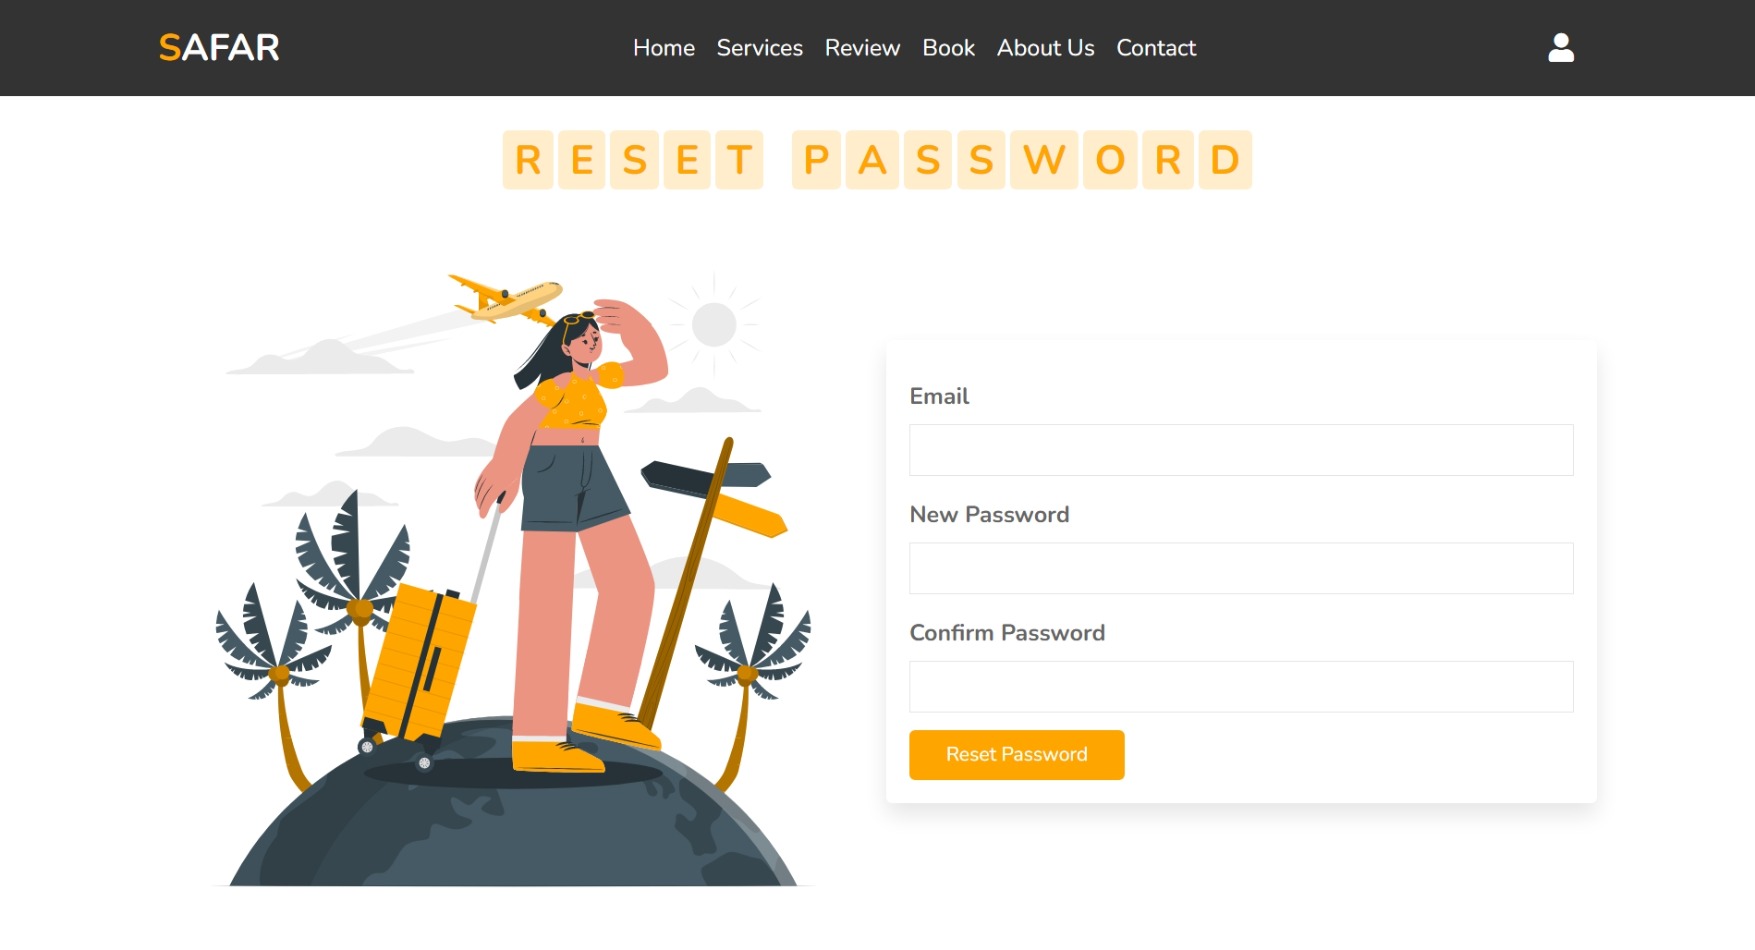 SAFAR
Home Services Review Book About Us Contact
RESET PASSWORD
Email
New Password
Confirm Password
Reset Password